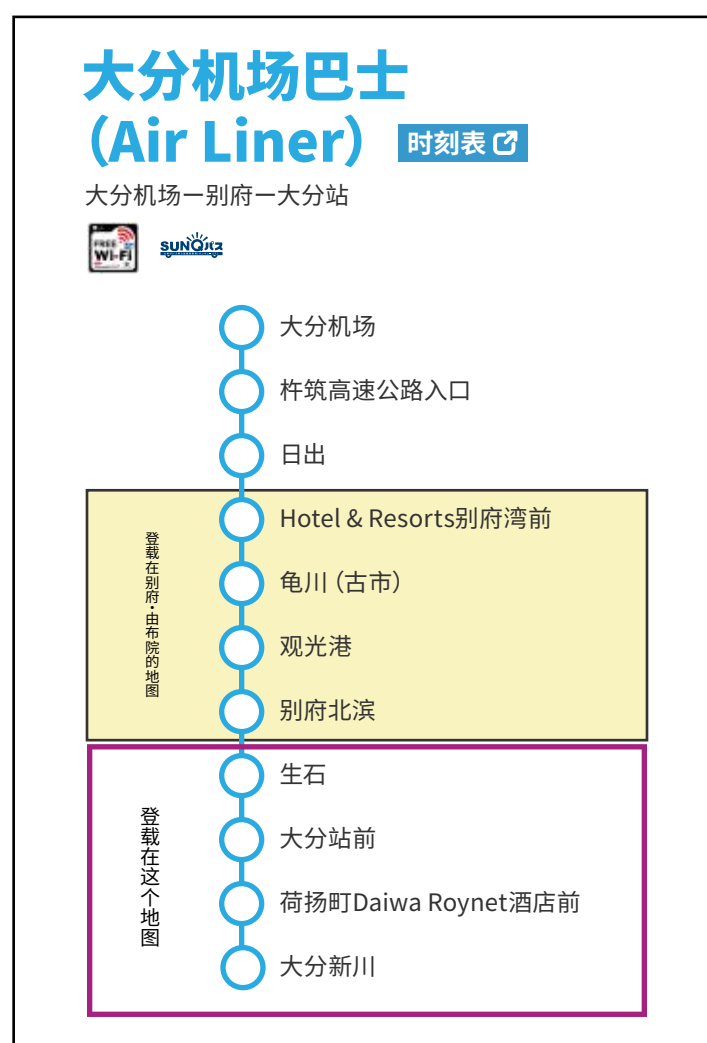 大分机场巴士
（Air Liner） 时刻表
大分机场ー别府ー大分站
FREE
Wi-Fi
SUNQパス
大分机场
杵筑高速公路入口
日出
Hotel & Resorts别府湾前
龟川（古市）
观光港
别府北滨
登载在别府・由布院的地图
生石
大分站前
荷扬町Daiwa Roynet酒店前
大分新川
登载在这个地图